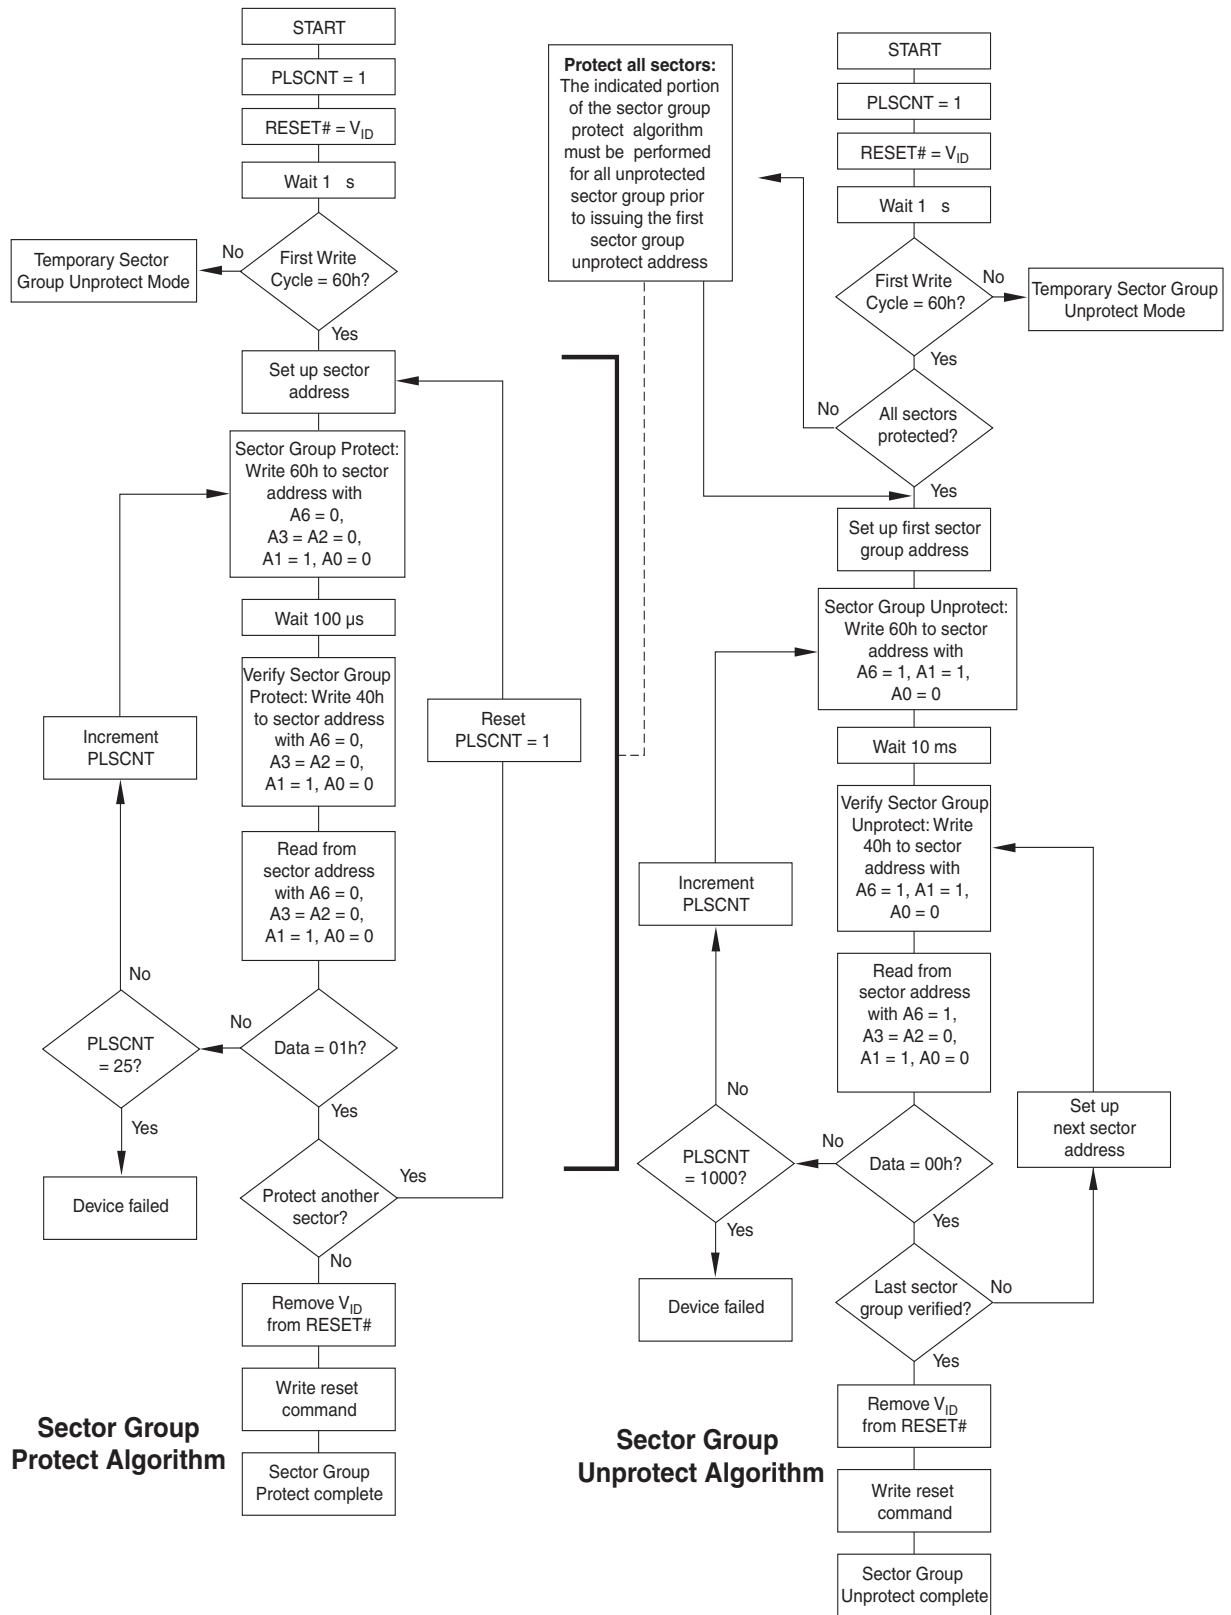 START
PLSCNT = 1
RESET# = VID
Wait 1 s
First Write
Cycle = 60h?
No
Temporary Sector
Group Unprotect Mode
Yes
Set up sector
address
Sector Group Protect:
Write 60h to sector
address with
A6 = 0,
A3 = A2 = 0,
A1 = 1, A0 = 0
Wait 100 µs
Verify Sector Group
Protect: Write 40h
to sector address
with A6 = 0,
A3 = A2 = 0,
A1 = 1, A0 = 0
Increment
PLSCNT
Reset
PLSCNT = 1
Read from
sector address
with A6 = 0,
A3 = A2 = 0,
A1 = 1, A0 = 0
No
No
PLSCNT
= 25?
Data = 01h?
Yes
Yes
Device failed
Protect another
sector?
Yes
No
Remove VID
from RESET#
Write reset
command
Sector Group
Protect complete
Sector Group
Protect Algorithm
Protect all sectors:
The indicated portion
of the sector group
protect algorithm
must be performed
for all unprotected
sector group prior
to issuing the first
sector group
unprotect address
START
PLSCNT = 1
RESET# = VID
Wait 1 s
First Write
Cycle = 60h?
No
Temporary Sector Group
Unprotect Mode
Yes
No
All sectors
protected?
Yes
Set up first sector
group address
Sector Group Unprotect:
Write 60h to sector
address with
A6 = 1, A1 = 1,
A0 = 0
Wait 10 ms
Verify Sector Group
Unprotect: Write
40h to sector
address with
A6 = 1, A1 = 1,
A0 = 0
Increment
PLSCNT
Read from
sector address
with A6 = 1,
A3 = A2 = 0,
A1 = 1, A0 = 0
No
No
PLSCNT
= 1000?
Data = 00h?
Set up
next sector
address
Yes
Yes
Device failed
Last sector
group verified?
No
Yes
Remove VID
from RESET#
Write reset
command
Sector Group
Unprotect complete
Sector Group
Unprotect Algorithm